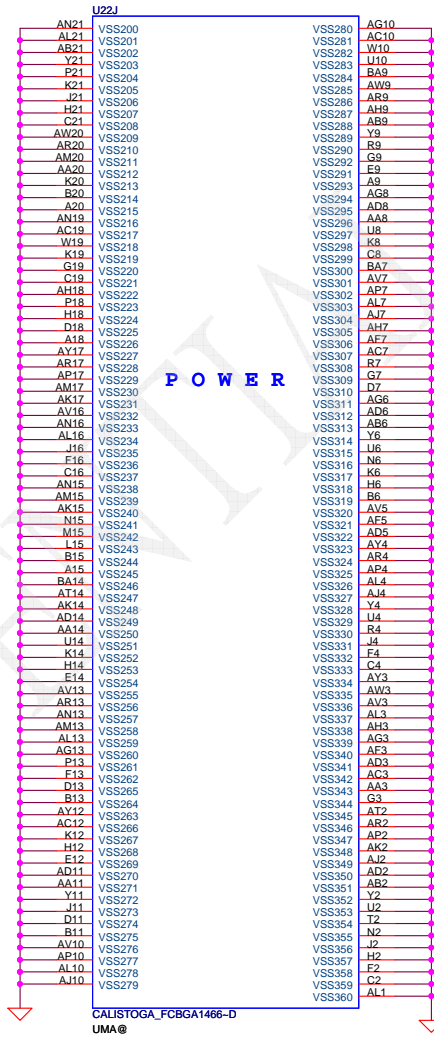 U22J
AN21 VSS200 VSS280 AG10
AL21 VSS201 VSS281 AC10
AB21 VSS202 VSS282 W10
Y21 VSS203 VSS283 U10
P21 VSS204 VSS284 BA9
K21 VSS205 VSS285 AW9
J21 VSS206 VSS286 AR9
H21 VSS207 VSS287 AH9
C21 VSS208 VSS288 AB9
AW20 VSS209 VSS289 Y9
AR20 VSS210 VSS290 R9
AM20 VSS211 VSS292 G9
AA20 VSS212 VSS291 E9
K20 VSS213 VSS293 A9
B20 VSS214 VSS294 AG8
A20 VSS215 VSS295 AD8
AN19 VSS216 VSS296 AA8
AC19 VSS217 VSS297 U8
W19 VSS218 VSS298 K8
K19 VSS219 VSS299 C8
G19 VSS220 VSS300 BA7
C19 VSS221 VSS301 AV7
AH18 VSS222 VSS302 AP7
P18 VSS223 VSS303 AL7
H18 VSS224 VSS304 AJ7
D18 VSS225 VSS305 AH7
A18 VSS226 VSS306 AF7
AY17 VSS227 VSS307 AC7
AR17 VSS228 VSS308 R7
AP17 VSS229 POWER VSS309 G7
AM17 VSS230 VSS310 D7
AK17 VSS231 VSS311 AG6
AV16 VSS232 VSS312 AD6
AN16 VSS233 VSS313 AB6
AL16 VSS234 VSS314 Y6
J16 VSS235 VSS315 U6
F16 VSS236 VSS316 N6
C16 VSS237 VSS317 K6
AN15 VSS238 VSS318 H6
AM15 VSS239 VSS319 B6
AK15 VSS240 VSS320 AV5
N15 VSS241 VSS321 AF5
M15 VSS242 VSS322 AD5
L15 VSS243 VSS323 AY4
B15 VSS244 VSS324 AR4
A15 VSS245 VSS325 AP4
BA14 VSS246 VSS326 AL4
AT14 VSS247 VSS327 AJ4
AK14 VSS248 VSS328 Y4
AD14 VSS249 VSS329 U4
AA14 VSS250 VSS330 R4
U14 VSS251 VSS331 J4
K14 VSS252 VSS332 F4
H14 VSS253 VSS333 C4
E14 VSS254 VSS334 AY3
AV13 VSS255 VSS335 AW3
AR13 VSS256 VSS336 AV3
AN13 VSS257 VSS337 AL3
AM13 VSS258 VSS338 AH3
AL13 VSS259 VSS339 AG3
AG13 VSS260 VSS340 AF3
P13 VSS261 VSS341 AD3
F13 VSS262 VSS342 AC3
D13 VSS263 VSS343 AA3
B13 VSS264 VSS344 G3
AY12 VSS265 VSS345 AT2
AC12 VSS266 VSS346 AR2
K12 VSS267 VSS347 AP2
H12 VSS268 VSS348 AK2
E12 VSS269 VSS349 AJ2
AD11 VSS270 VSS350 AD2
AA11 VSS271 VSS351 AB2
Y11 VSS272 VSS352 Y2
J11 VSS273 VSS353 U2
D11 VSS274 VSS354 T2
B11 VSS275 VSS355 N2
AV10 VSS276 VSS356 J2
AP10 VSS277 VSS357 H2
AL10 VSS278 VSS358 F2
AJ10 VSS279 VSS359 C2
VSS360 AL1
CALISTOGA_FCBGA1466~D
UMA@